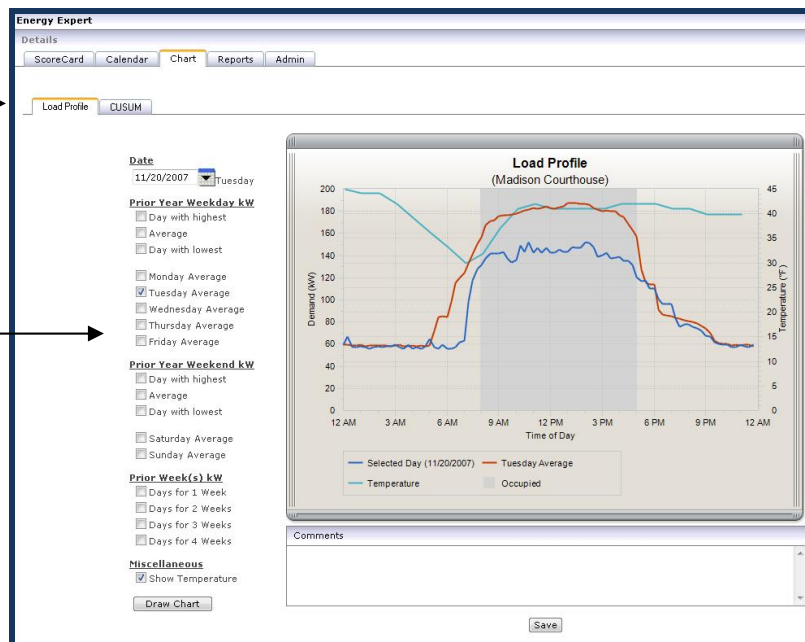 Energy Expert
Details
ScoreCard
Calendar
Chart
Reports
Admin
Load Profile
CUSUM
Date
11/20/2007 Tuesday
Prior Year Weekday kW
Day with highest
Average
Day with lowest
Monday Average
Tuesday Average
Wednesday Average
Thursday Average
Friday Average
Prior Year Weekend kW
Day with highest
Average
Day with lowest
Saturday Average
Sunday Average
Prior Week(s) kW
Days for 1 Week
Days for 2 Weeks
Days for 3 Weeks
Days for 4 Weeks
Miscellaneous
Show Temperature
Draw Chart
Load Profile
(Madison Courthouse)
Demand (kW)
200
180
160
140
120
100
80
60
40
20
0
45
40
35
30
25
20
15
10
5
0
Temperature (°F)
12 AM 3 AM 6 AM 9 AM 12 PM 3 PM 6 PM 9 PM 12 AM
Time of Day
Selected Day (11/20/2007) Tuesday Average
Temperature Occupied
Comments
Save